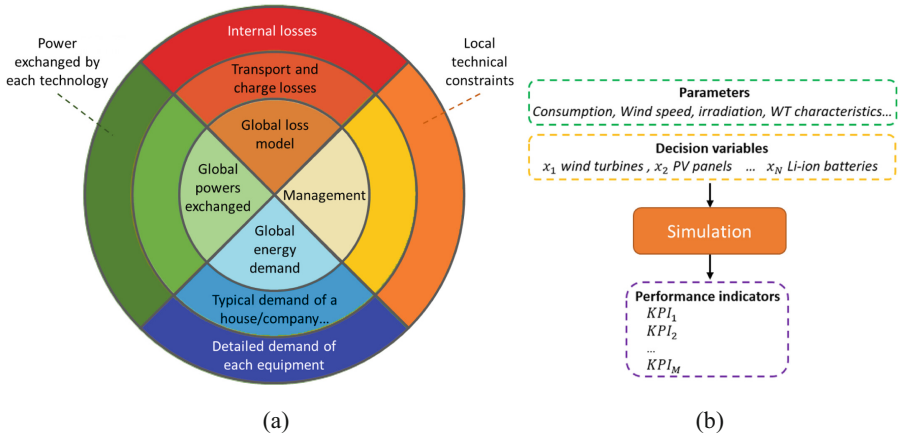 Power
exchanged by
each technology
Internal losses
Transport and
charge losses
Global loss
model
Local
technical
constraints
Global
powers
exchanged
Management
Global
energy
demand
Typical demand of a
house/company...
Detailed demand of
each equipment
(a)
Parameters
Consumption, Wind speed, irradiation, WT characteristics...
Decision variables
x₁ wind turbines , x₂ PV panels ... x_N Li-ion batteries
Simulation
Performance indicators
KPI₁
KPI₂
...
KPI_M
(b)